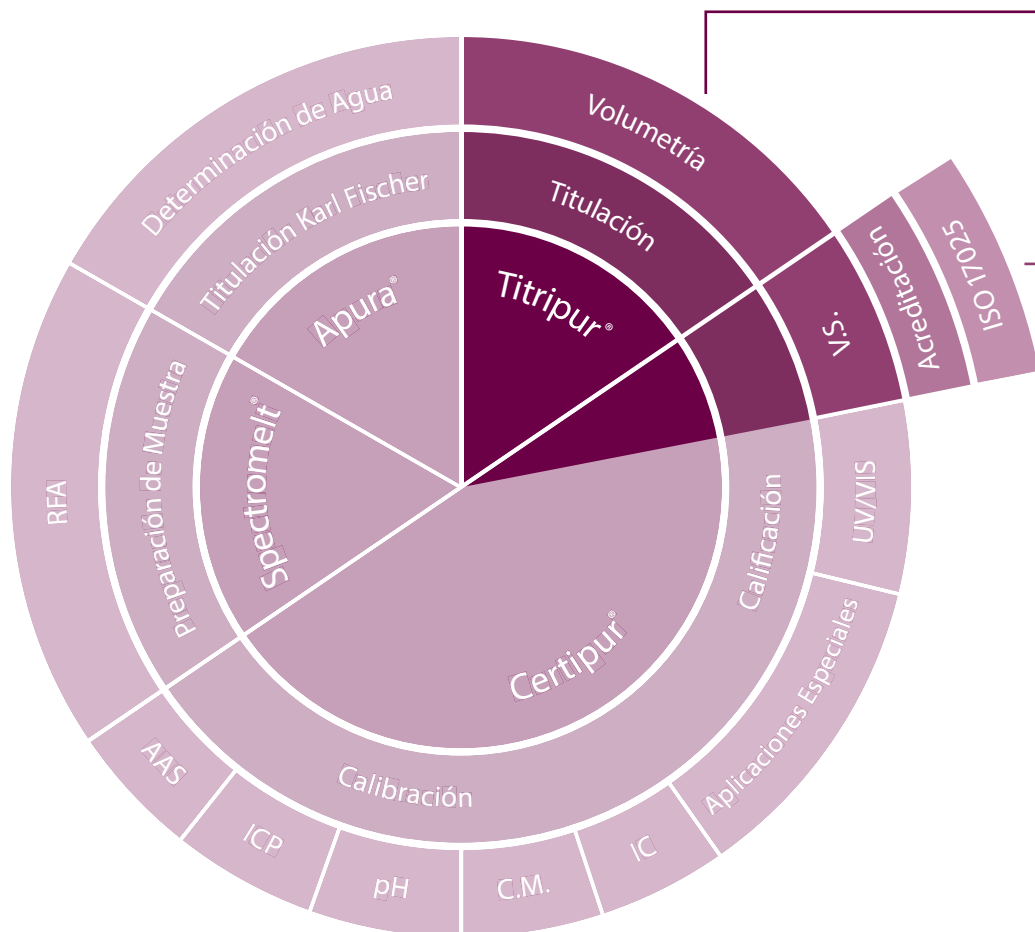 Determinación de Agua
Volumetría
Titulación Karl Fischer
Titulación
Apura®
Titripur®
V.S.
Acreditación
ISO 17025
RFA
Preparación de Muestra
Spectromelt®
Certipur®
Calificación
UV/VIS
Aplicaciones Especiales
Calibración
AAS
ICP
pH
C.M.
IC